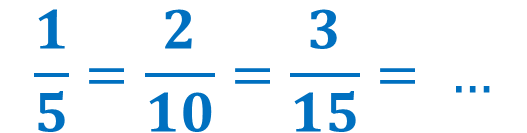 1/5 = 2/10 = 3/15 = ...